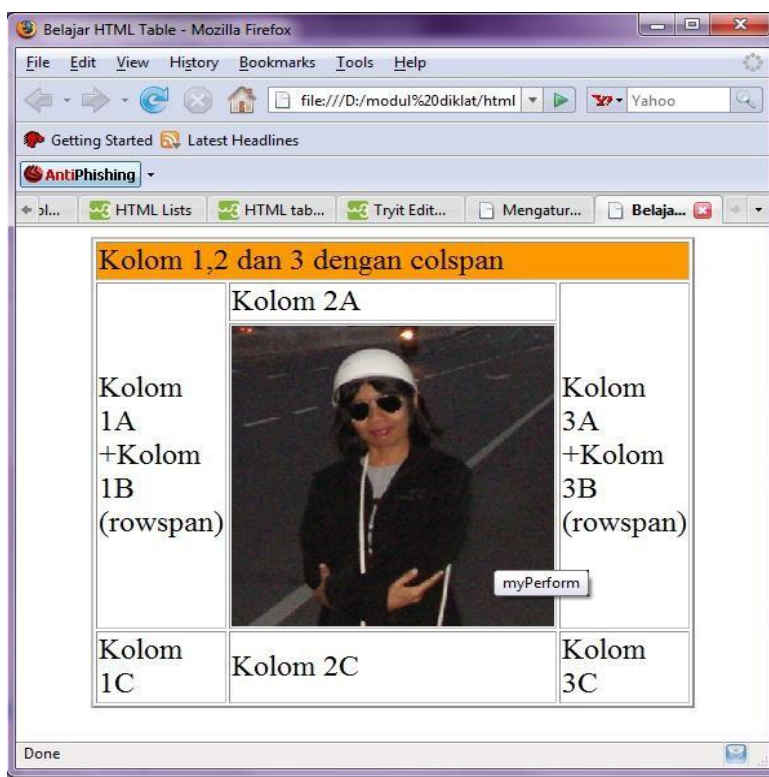 Belajar HTML Table - Mozilla Firefox
File Edit View History Bookmarks Tools Help
file:///D:/modul%20diklat/html Yahoo
Getting Started Latest Headlines
AntiPhishing
ol... HTML Lists HTML tab... Tryit Edit... Mengatur... Belaja...
Kolom 1,2 dan 3 dengan colspan
Kolom
1A
+Kolom
1B
(rowspan)
Kolom 2A
myPerform
Kolom
3A
+Kolom
3B
(rowspan)
Kolom
1C
Kolom 2C
Kolom
3C
Done